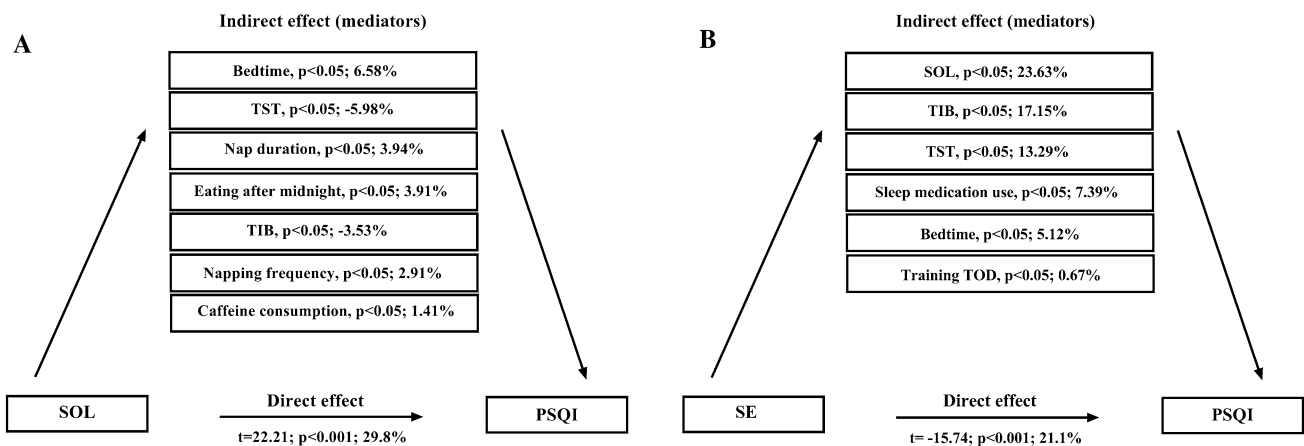 A
Indirect effect (mediators)
Bedtime, p<0.05; 6.58%
TST, p<0.05; -5.98%
Nap duration, p<0.05; 3.94%
Eating after midnight, p<0.05; 3.91%
TIB, p<0.05; -3.53%
Napping frequency, p<0.05; 2.91%
Caffeine consumption, p<0.05; 1.41%
SOL
Direct effect
t=22.21; p<0.001; 29.8%
PSQI
B
Indirect effect (mediators)
SOL, p<0.05; 23.63%
TIB, p<0.05; 17.15%
TST, p<0.05; 13.29%
Sleep medication use, p<0.05; 7.39%
Bedtime, p<0.05; 5.12%
Training TOD, p<0.05; 0.67%
SE
Direct effect
t= -15.74; p<0.001; 21.1%
PSQI